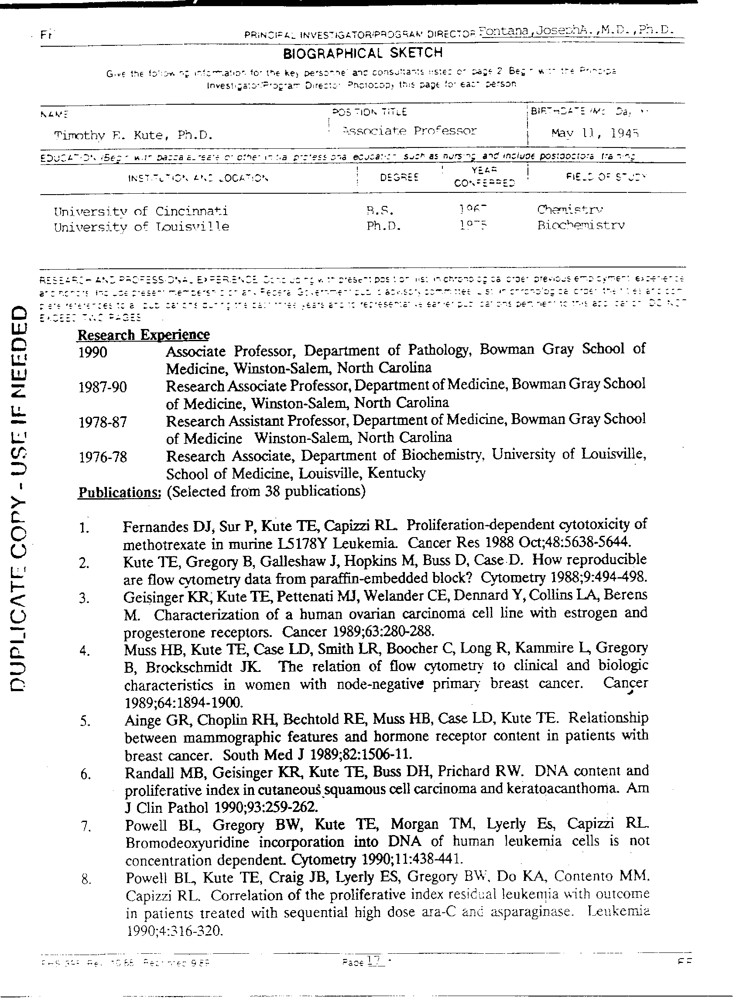 PRINCIPAL INVESTIGATOR/PROGRAM DIRECTOR Fontana, JosephA., M.D., Ph.D.
BIOGRAPHICAL SKETCH
Give the following information for the key personnel and consultants listed on page 2. Begin with the Principal
Investigator/Program Director. Photocopy this page for each person.
NAME POSITION TITLE BIRTHDATE (Mo., Day,
Timothy E. Kute, Ph.D. Associate Professor May 11, 1945
EDUCATION (Begin with baccalaureate or other initial professional education, such as nursing, and include postdoctoral training
INSTITUTION AND LOCATION DEGREE YEAR CONFERRED FIELD OF STUDY
University of Cincinnati B.S. Chemistry
University of Louisville Ph.D. 1975 Biochemistry
RESEARCH AND PROFESSIONAL EXPERIENCE: Concluding with present position, list in chronological order previous employment, experience
and honors. Include present membership on any Federal Government public advisory committee. List in chronological order the titles and com-
plete references to all publications during the past three years and to representative earlier publications pertinent to this application. DO NOT
EXCEED TWO PAGES
DUPLICATE COPY - USE IF NEEDED
Research Experience
1990 Associate Professor, Department of Pathology, Bowman Gray School of
Medicine, Winston-Salem, North Carolina
1987-90 Research Associate Professor, Department of Medicine, Bowman Gray School
of Medicine, Winston-Salem, North Carolina
1978-87 Research Assistant Professor, Department of Medicine, Bowman Gray School
of Medicine Winston-Salem, North Carolina
1976-78 Research Associate, Department of Biochemistry, University of Louisville,
School of Medicine, Louisville, Kentucky
Publications: (Selected from 38 publications)
1. Fernandes DJ, Sur P, Kute TE, Capizzi RL. Proliferation-dependent cytotoxicity of
methotrexate in murine L5178Y Leukemia. Cancer Res 1988 Oct;48:5638-5644.
2. Kute TE, Gregory B, Galleshaw J, Hopkins M, Buss D, Case D. How reproducible
are flow cytometry data from paraffin-embedded block? Cytometry 1988;9:494-498.
3. Geisinger KR, Kute TE, Pettenati MJ, Welander CE, Dennard Y, Collins LA, Berens
M. Characterization of a human ovarian carcinoma cell line with estrogen and
progesterone receptors. Cancer 1989;63:280-288.
4. Muss HB, Kute TE, Case LD, Smith LR, Boocher C, Long R, Kammire L, Gregory
B, Brockschmidt JK. The relation of flow cytometry to clinical and biologic
characteristics in women with node-negative primary breast cancer. Cancer
1989;64:1894-1900.
5. Ainge GR, Choplin RH, Bechtold RE, Muss HB, Case LD, Kute TE. Relationship
between mammographic features and hormone receptor content in patients with
breast cancer. South Med J 1989;82:1506-11.
6. Randall MB, Geisinger KR, Kute TE, Buss DH, Prichard RW. DNA content and
proliferative index in cutaneous squamous cell carcinoma and keratoacanthoma. Am
J Clin Pathol 1990;93:259-262.
7. Powell BL, Gregory BW, Kute TE, Morgan TM, Lyerly Es, Capizzi RL.
Bromodeoxyuridine incorporation into DNA of human leukemia cells is not
concentration dependent. Cytometry 1990;11:438-441.
8. Powell BL, Kute TE, Craig JB, Lyerly ES, Gregory BW, Do KA, Contento MM,
Capizzi RL. Correlation of the proliferative index residual leukemia with outcome
in patients treated with sequential high dose ara-C and asparaginase. Leukemia
1990;4:316-320.
Page 17
FF